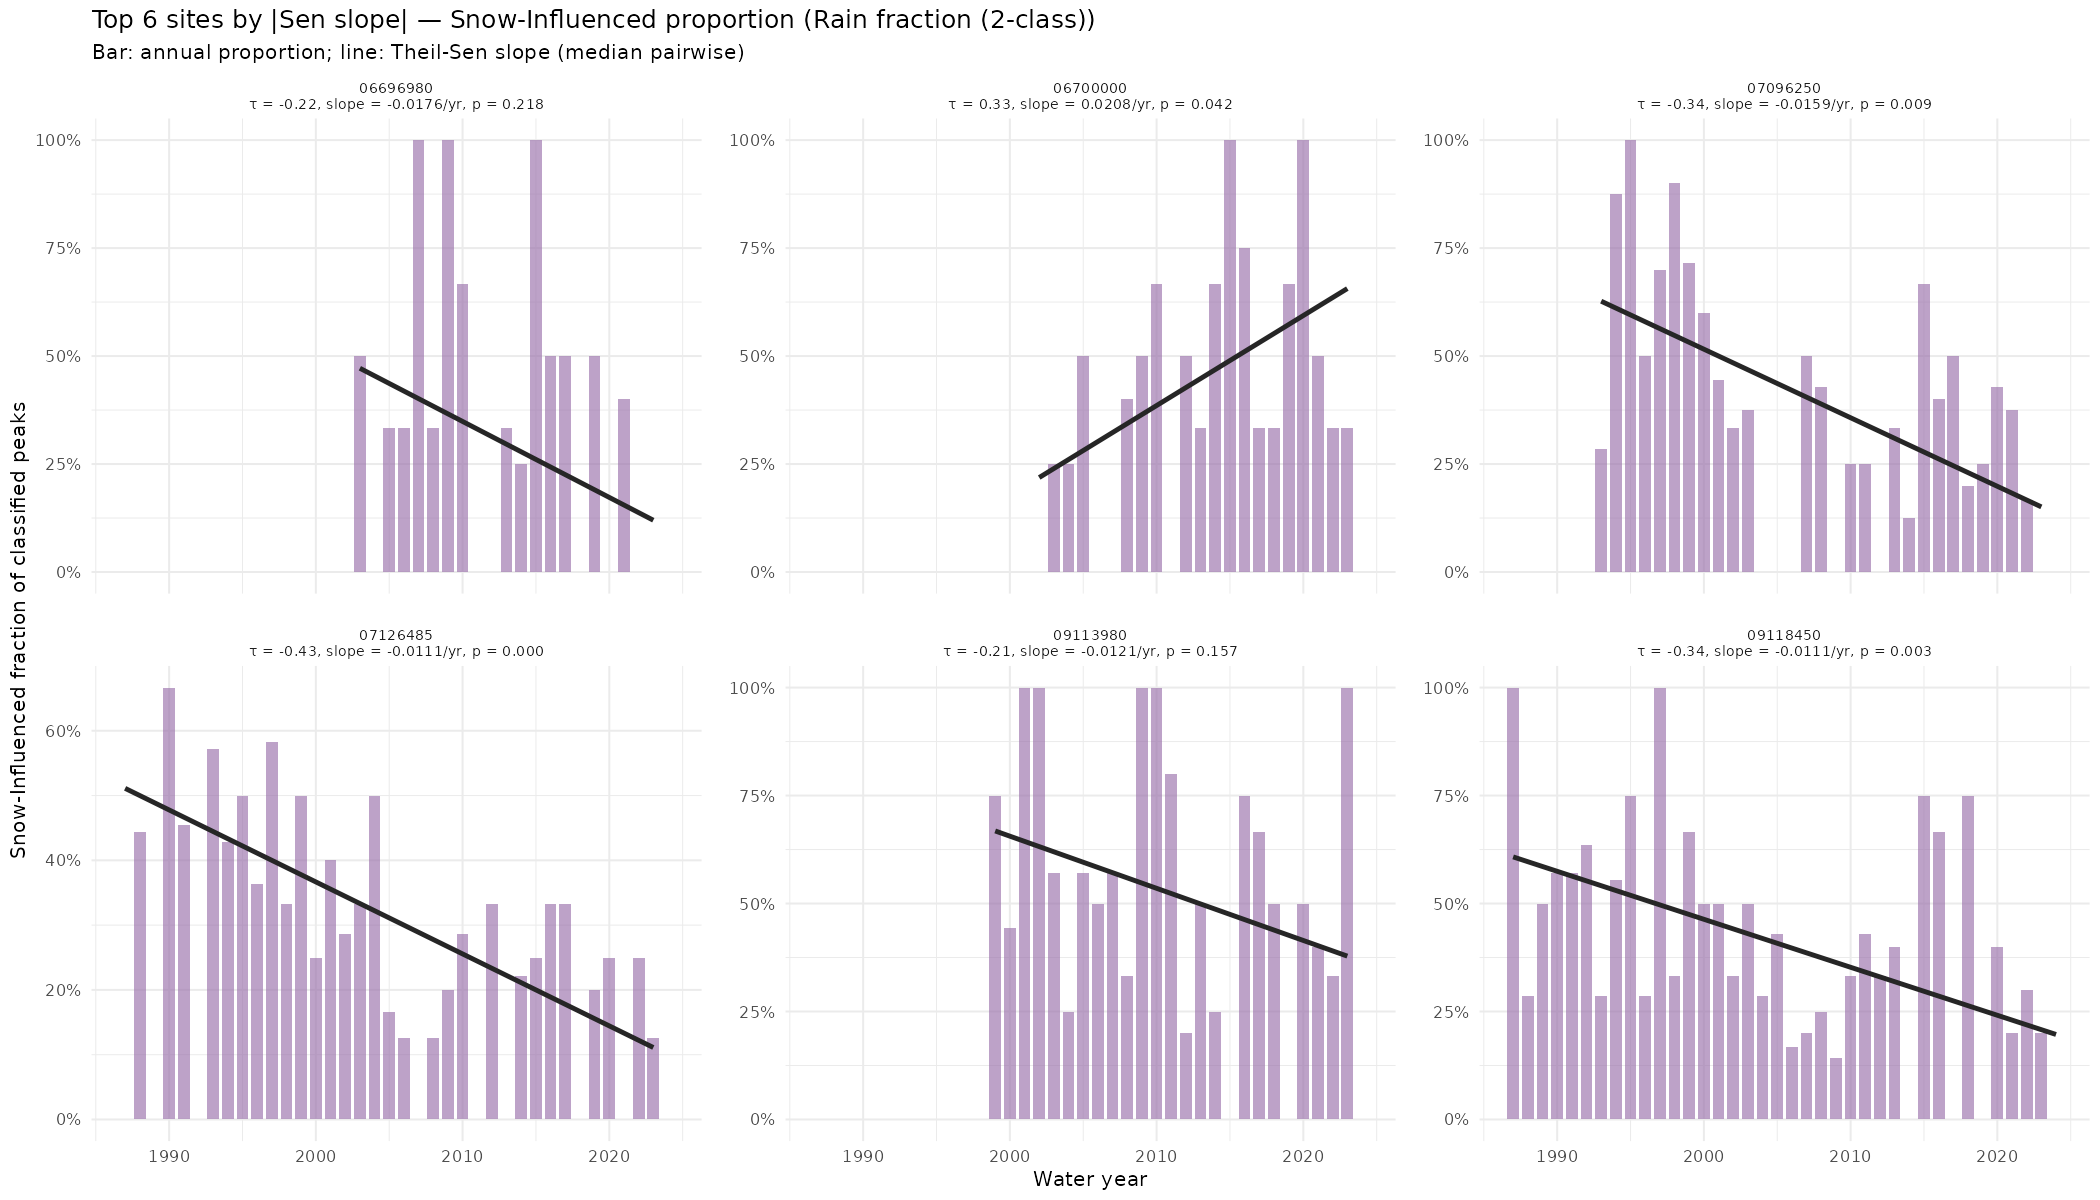 Top 6 sites by |Sen slope| — Snow-Influenced proportion (Rain fraction (2-class))
Bar: annual proportion; line: Theil-Sen slope (median pairwise)
Snow-Influenced fraction of classified peaks
06696980
τ = -0.22, slope = -0.0176/yr, p = 0.218
100%
75%
50%
25%
0%
06700000
τ = 0.33, slope = 0.0208/yr, p = 0.042
100%
75%
50%
25%
0%
07096250
τ = -0.34, slope = -0.0159/yr, p = 0.009
100%
75%
50%
25%
0%
07126485
τ = -0.43, slope = -0.0111/yr, p = 0.000
60%
40%
20%
0%
1990 2000 2010 2020
09113980
τ = -0.21, slope = -0.0121/yr, p = 0.157
100%
75%
50%
25%
0%
1990 2000 2010 2020
09118450
τ = -0.34, slope = -0.0111/yr, p = 0.003
100%
75%
50%
25%
0%
1990 2000 2010 2020
Water year